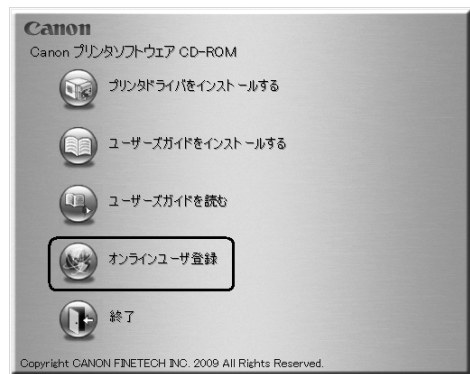 Canon
Canon プリンタソフトウェア CD-ROM
プリンタドライバをインストールする
ユーザーズガイドをインストールする
ユーザーズガイドを読む
オンラインユーザ登録
終了
Copyright CANON FINETECH INC. 2009 All Rights Reserved.